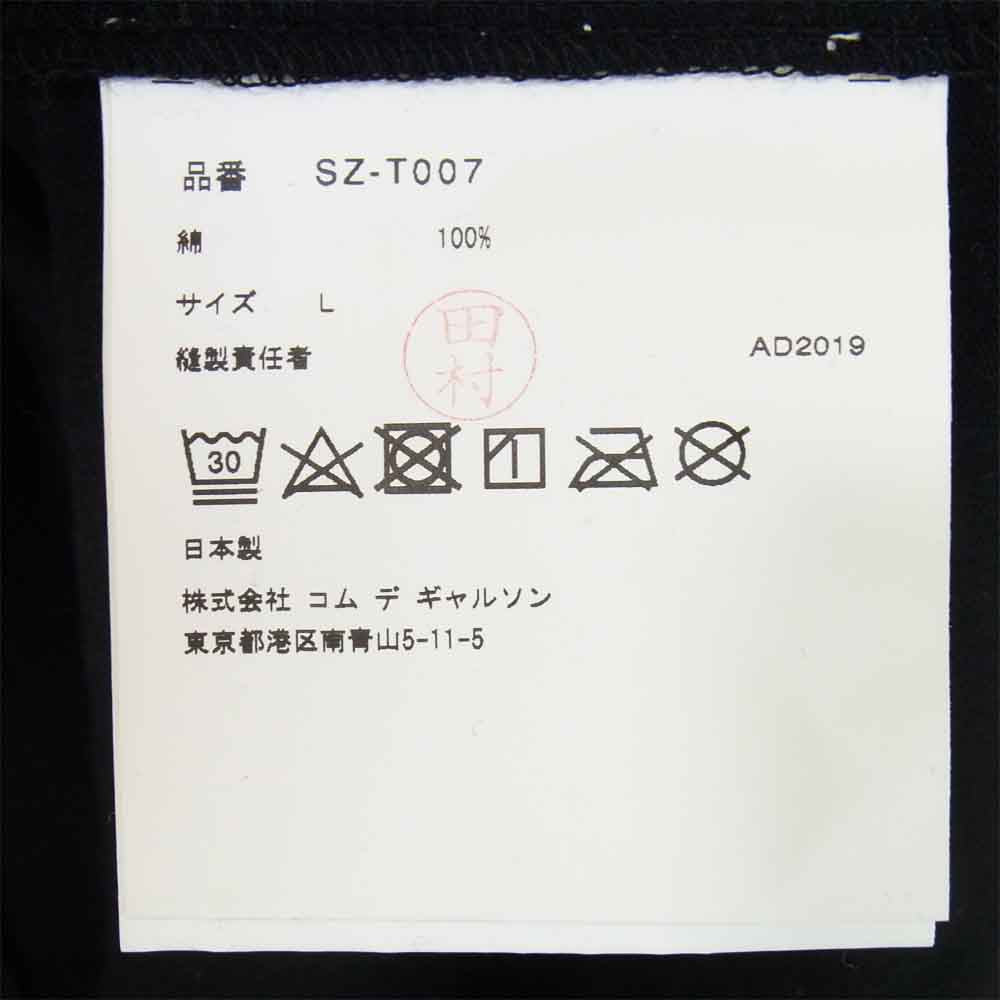 品番 SZ-T007
綿 100%
サイズ L
縫製責任者 田村
AD2019
30
日本製
株式会社 コム デ ギャルソン
東京都港区南青山5-11-5